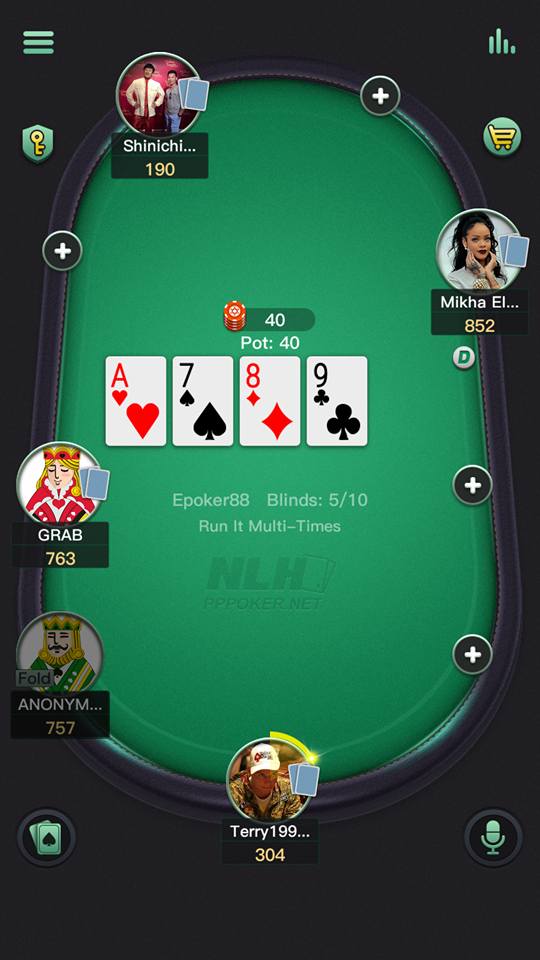 Shinichi...
190
Mikha El...
852
40
Pot: 40
D
A
7
8
9
Epoker88 Blinds: 5/10
Run It Multi-Times
NLH
PPPOKER.NET
GRAB
763
Fold
ANONYM...
757
Terry199...
304